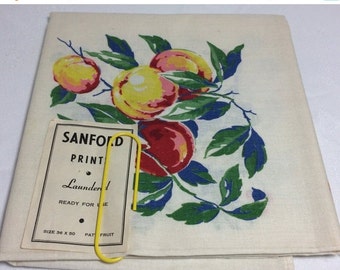 SANFORD
PRINT
Laundered
READY FOR USE
SIZE 36 X 50 PATT. FRUIT